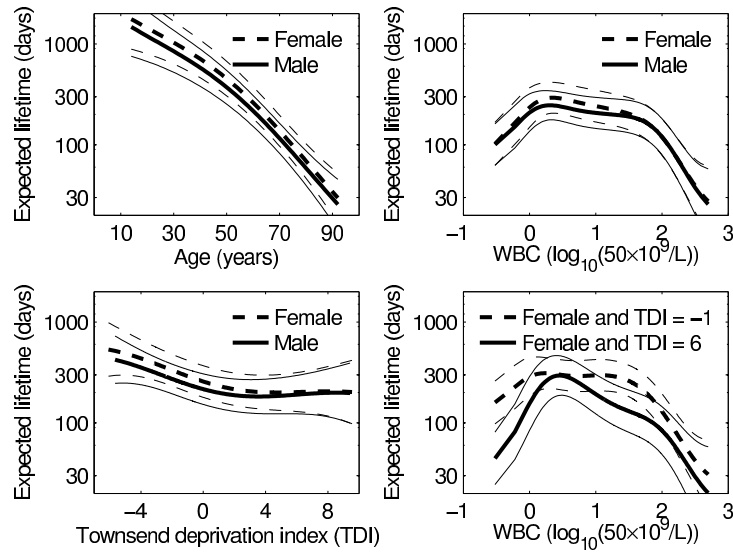 Expected lifetime (days)
1000
300
100
30
10 30 50 70 90
Age (years)
Female
Male
Expected lifetime (days)
1000
300
100
30
−1 0 1 2 3
WBC (log10(50×10^9/L))
Female
Male
Expected lifetime (days)
1000
300
100
30
−4 0 4 8
Townsend deprivation index (TDI)
Female
Male
Expected lifetime (days)
1000
300
100
30
−1 0 1 2 3
WBC (log10(50×10^9/L))
Female and TDI = −1
Female and TDI = 6